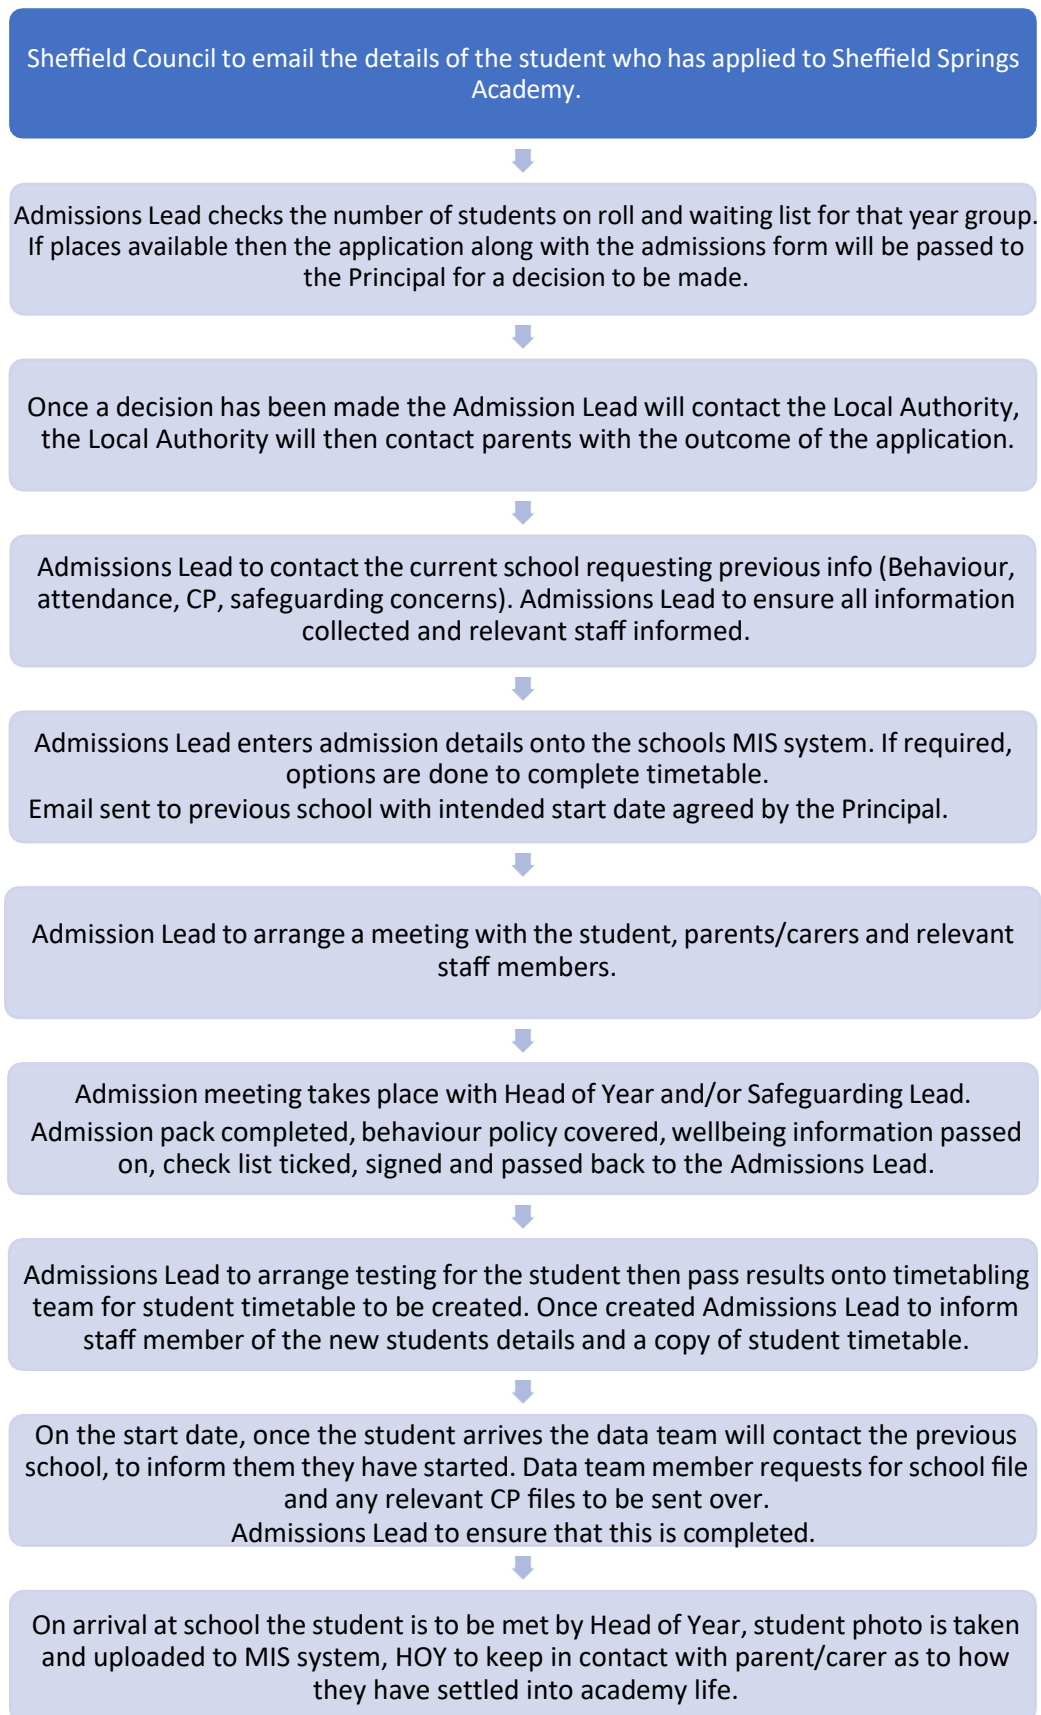 Sheffield Council to email the details of the student who has applied to Sheffield Springs
Academy.
Admissions Lead checks the number of students on roll and waiting list for that year group.
If places available then the application along with the admissions form will be passed to
the Principal for a decision to be made.
Once a decision has been made the Admission Lead will contact the Local Authority,
the Local Authority will then contact parents with the outcome of the application.
Admissions Lead to contact the current school requesting previous info (Behaviour,
attendance, CP, safeguarding concerns). Admissions Lead to ensure all information
collected and relevant staff informed.
Admissions Lead enters admission details onto the schools MIS system. If required,
options are done to complete timetable.
Email sent to previous school with intended start date agreed by the Principal.
Admission Lead to arrange a meeting with the student, parents/carers and relevant
staff members.
Admission meeting takes place with Head of Year and/or Safeguarding Lead.
Admission pack completed, behaviour policy covered, wellbeing information passed
on, check list ticked, signed and passed back to the Admissions Lead.
Admissions Lead to arrange testing for the student then pass results onto timetabling
team for student timetable to be created. Once created Admissions Lead to inform
staff member of the new students details and a copy of student timetable.
On the start date, once the student arrives the data team will contact the previous
school, to inform them they have started. Data team member requests for school file
and any relevant CP files to be sent over.
Admissions Lead to ensure that this is completed.
On arrival at school the student is to be met by Head of Year, student photo is taken
and uploaded to MIS system, HOY to keep in contact with parent/carer as to how
they have settled into academy life.